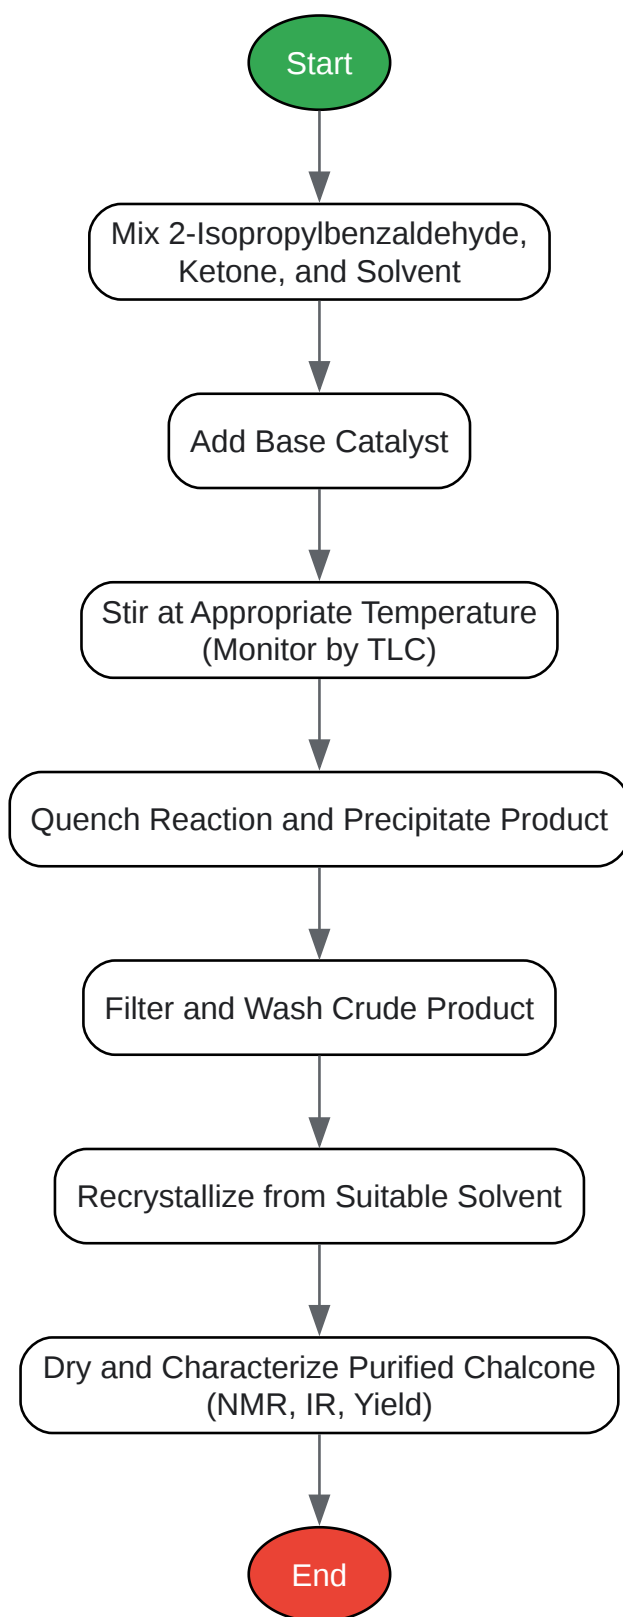 Start
Mix 2-Isopropylbenzaldehyde,
Ketone, and Solvent
Add Base Catalyst
Stir at Appropriate Temperature
(Monitor by TLC)
Quench Reaction and Precipitate Product
Filter and Wash Crude Product
Recrystallize from Suitable Solvent
Dry and Characterize Purified Chalcone
(NMR, IR, Yield)
End